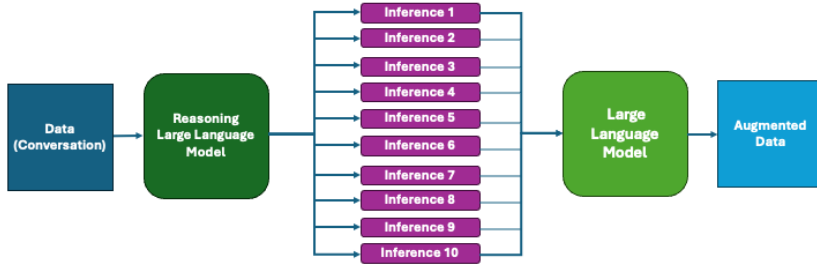 Data
(Conversation)
Reasoning
Large Language
Model
Inference 1
Inference 2
Inference 3
Inference 4
Inference 5
Inference 6
Inference 7
Inference 8
Inference 9
Inference 10
Large
Language
Model
Augmented
Data